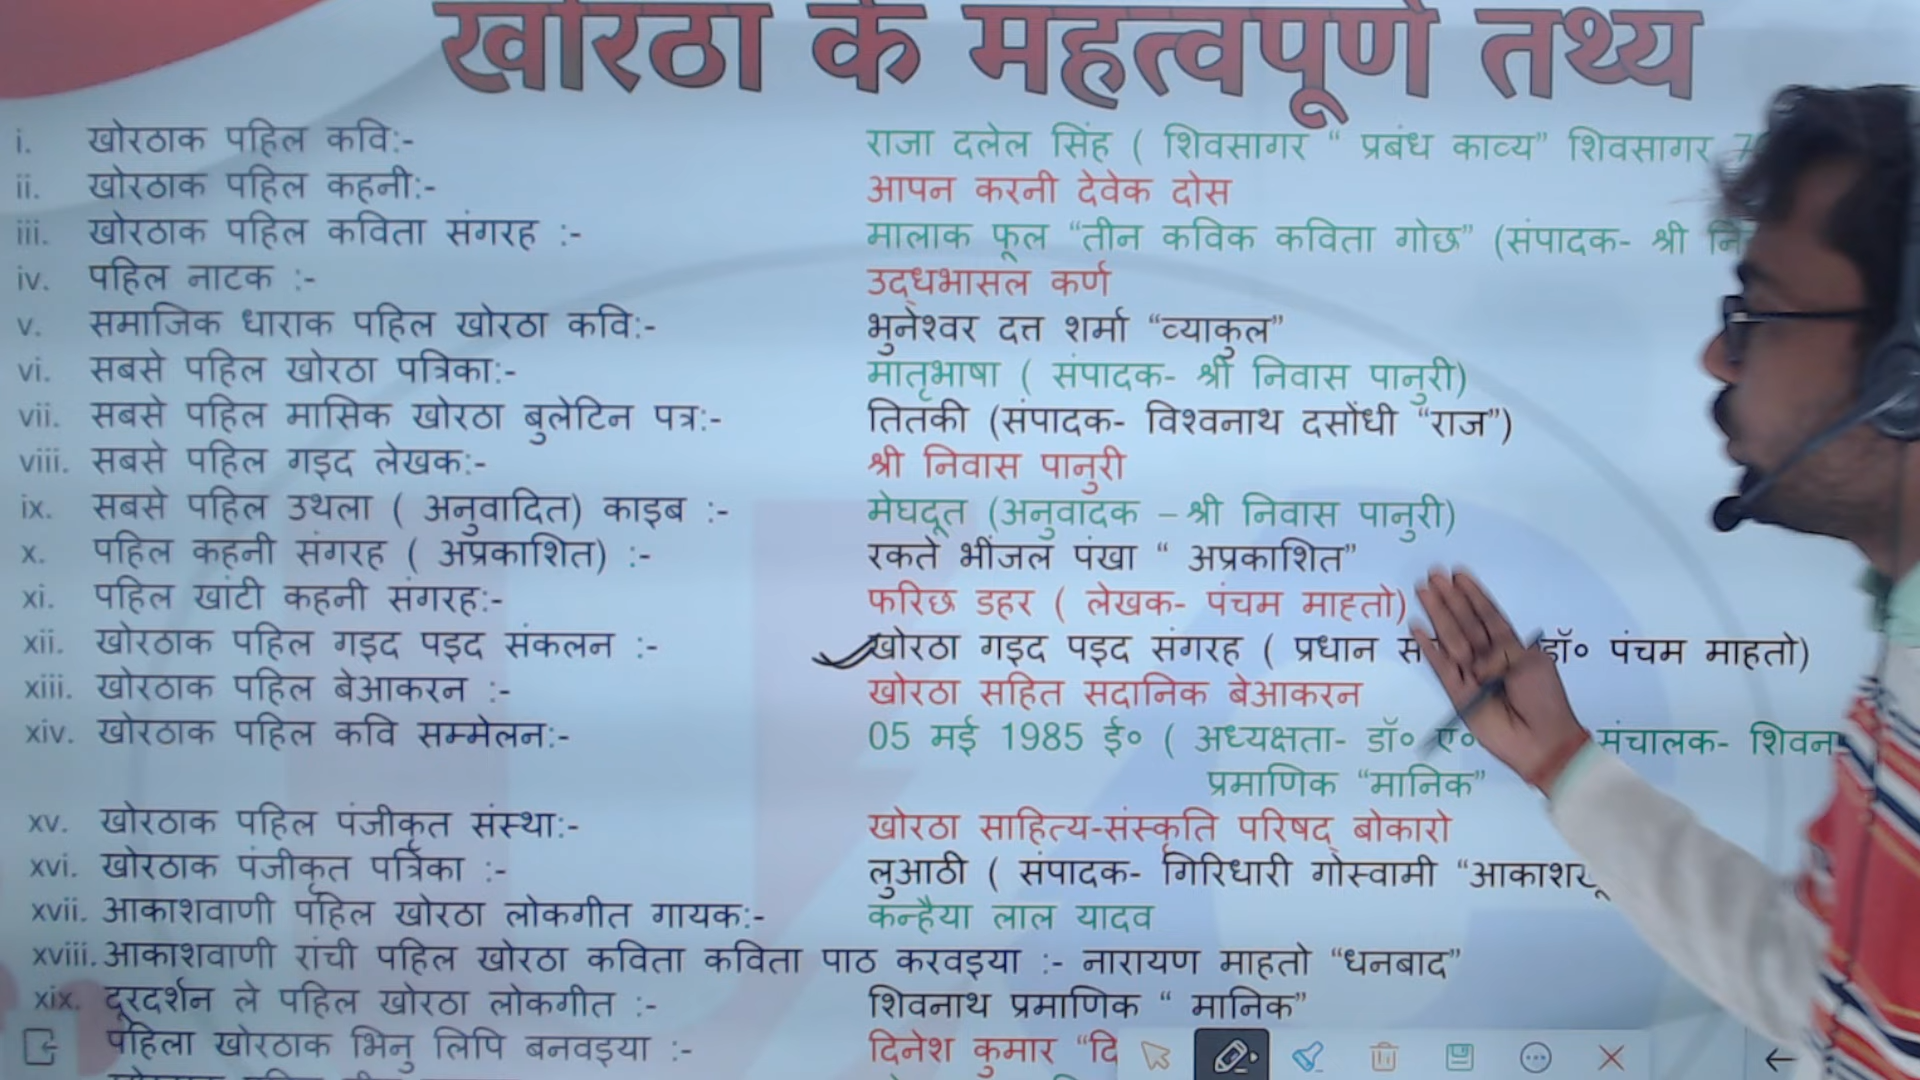 खोरठा के महत्वपूर्ण तथ्य
i. खोरठाक पहिल कवि:- राजा दलेल सिंह ( शिवसागर “ प्रबंध काव्य” शिवसागर
ii. खोरठाक पहिल कहनी:- आपन करनी देवेक दोस
iii. खोरठाक पहिल कविता संगरह :- मालाक फूल “तीन कविक कविता गोछ” (संपादक- श्री
iv. पहिल नाटक :- उद्धभासल कर्ण
v. समाजिक धाराक पहिल खोरठा कवि:- भुनेश्वर दत्त शर्मा “व्याकुल”
vi. सबसे पहिल खोरठा पत्रिका:- मातृभाषा ( संपादक- श्री निवास पानुरी)
vii. सबसे पहिल मासिक खोरठा बुलेटिन पत्र:- तितकी (संपादक- विश्वनाथ दसोंधी “राज”)
viii. सबसे पहिल गइद लेखक:- श्री निवास पानुरी
ix. सबसे पहिल उथला ( अनुवादित) काइब :- मेघदूत (अनुवादक – श्री निवास पानुरी)
x. पहिल कहनी संगरह ( अप्रकाशित) :- रकते भींजल पंखा “ अप्रकाशित”
xi. पहिल खांटी कहनी संगरह:- फरिछ डहर ( लेखक- पंचम माहतो)
xii. खोरठाक पहिल गइद पइद संकलन :- खोरठा गइद पइद संगरह ( प्रधान डॉ० पंचम माहतो)
xiii. खोरठाक पहिल बेआकरन :- खोरठा सहित सदानिक बेआकरन
xiv. खोरठाक पहिल कवि सम्मेलन:- 05 मई 1985 ई० ( अध्यक्षता- डॉ० ए० संचालक-
प्रमाणिक “मानिक”
xv. खोरठाक पहिल पंजीकृत संस्था:- खोरठा साहित्य-संस्कृति परिषद् बोकारो
xvi. खोरठाक पंजीकृत पत्रिका :- लुआठी ( संपादक- गिरिधारी गोस्वामी
xvii. आकाशवाणी पहिल खोरठा लोकगीत गायक:- कन्हैया लाल यादव
xviii. आकाशवाणी रांची पहिल खोरठा कविता कविता पाठ करवइया :- नारायण माहतो “धनबाद”
xix. दूरदर्शन ले पहिल खोरठा लोकगीत :- शिवनाथ प्रमाणिक “ मानिक”
पहिला खोरठाक भिनु लिपि बनवइया :- दिनेश कुमार